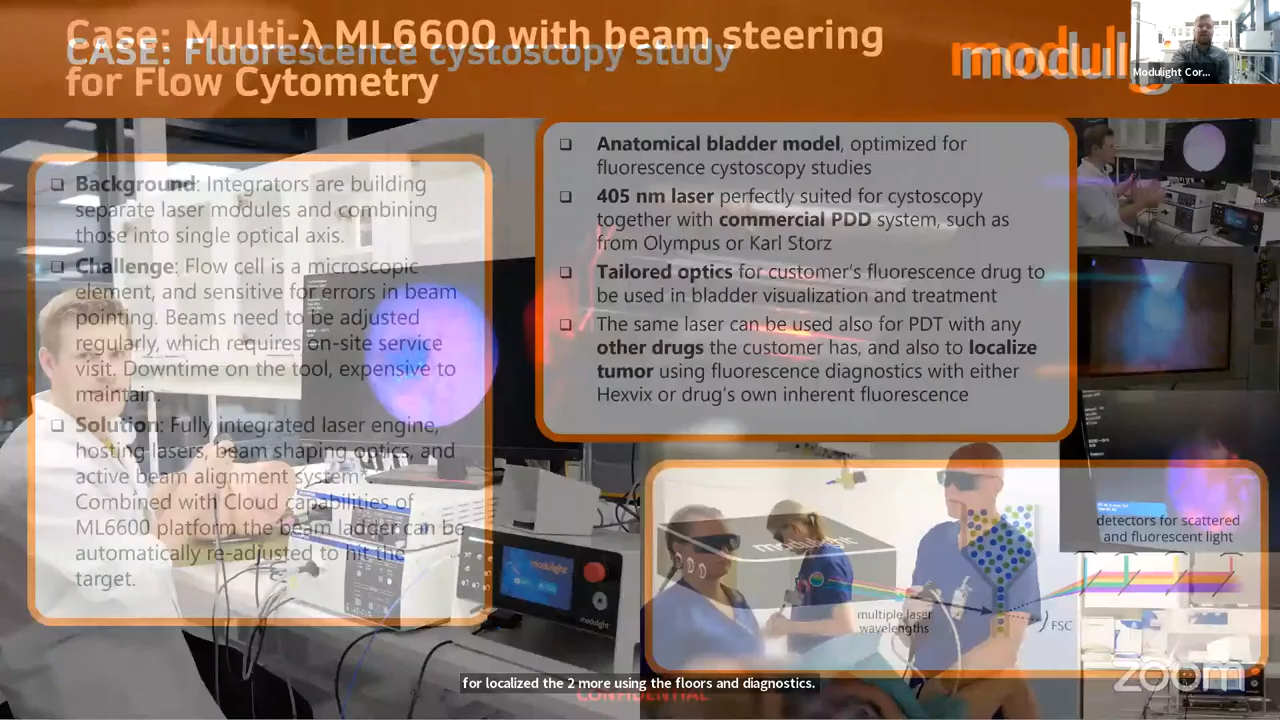 Case: Multi-λ ML6600 with beam steering
for Flow Cytometry
CASE: Fluorescence cystoscopy study
modulight
Modulight Cor...
❑ Background: Integrators are building
separate laser modules and combining
those into single optical axis.
❑ Challenge: Flow cell is a microscopic
element, and sensitive for errors in beam
pointing. Beams need to be adjusted
regularly, which requires on-site service
visit. Downtime on the tool, expensive to
maintain.
❑ Solution: Fully integrated laser engine,
hosting lasers, beam shaping optics, and
active beam alignment system*.
Combined with Cloud capabilities of
ML6600 platform the beam ladder can be
automatically re-adjusted to hit the
target.
❑ Anatomical bladder model, optimized for
fluorescence cystoscopy studies
❑ 405 nm laser perfectly suited for cystoscopy
together with commercial PDD system, such as
from Olympus or Karl Storz
❑ Tailored optics for customer's fluorescence drug to
be used in bladder visualization and treatment
❑ The same laser can be used also for PDT with any
other drugs the customer has, and also to localize
tumor using fluorescence diagnostics with either
Hexvix or drug's own inherent fluorescence
detectors for scattered
and fluorescent light
modulight
multiple laser
wavelengths
FSC
modulight
for localized the 2 more using the floors and diagnostics.
CONFIDENTIAL
zoom